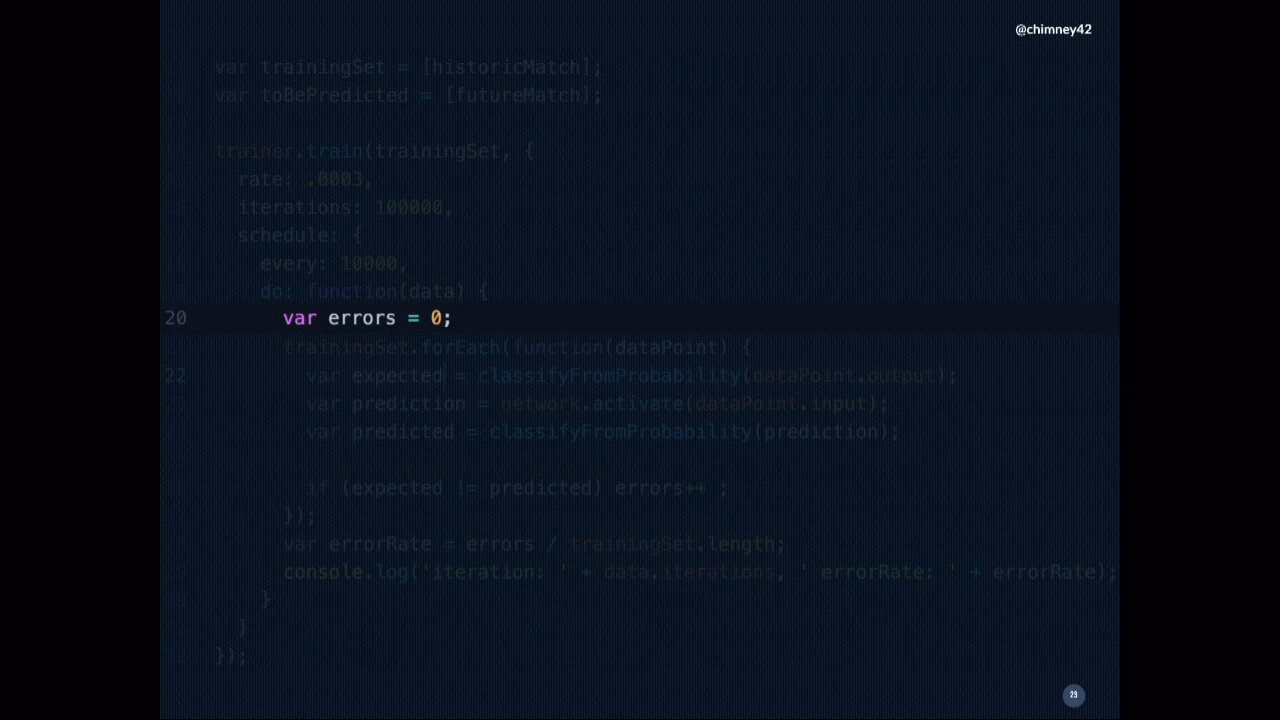 @chimney42
var trainingSet = [historicMatch];
var toBePredicted = [futureMatch];
trainer.train(trainingSet, {
rate: .0003,
iterations: 100000,
schedule: {
every: 10000,
do: function(data) {
20 var errors = 0;
trainingSet.forEach(function(dataPoint) {
22 var expected = classifyFromProbability(dataPoint.output);
var prediction = network.activate(dataPoint.input);
var predicted = classifyFromProbability(prediction);
if (expected != predicted) errors++ ;
});
var errorRate = errors / trainingSet.length;
console.log('iteration: ' + data.iterations, ' errorRate: ' + errorRate);
}
}
});
23